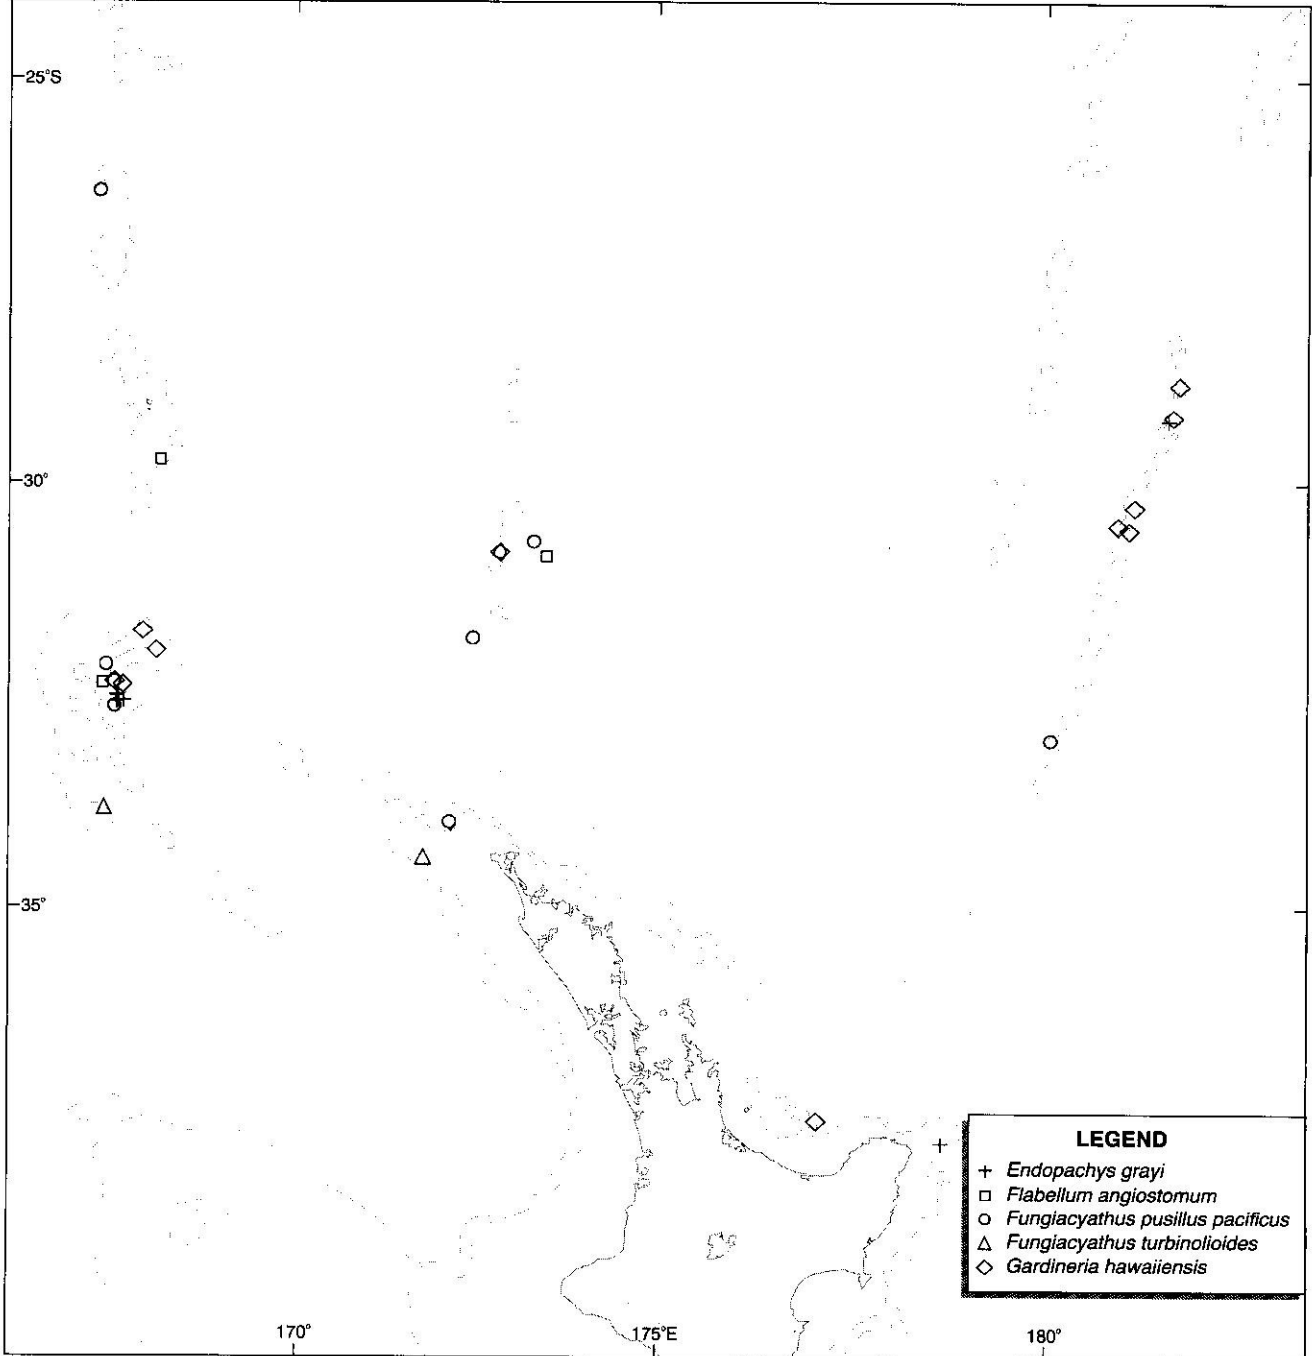 25°S
30°
35°
170°
175°E
180°
LEGEND
+ Endopachys grayi
□ Flabellum angiostomum
○ Fungiacyathus pusillus pacificus
△ Fungiacyathus turbinolioides
◇ Gardineria hawaiiensis